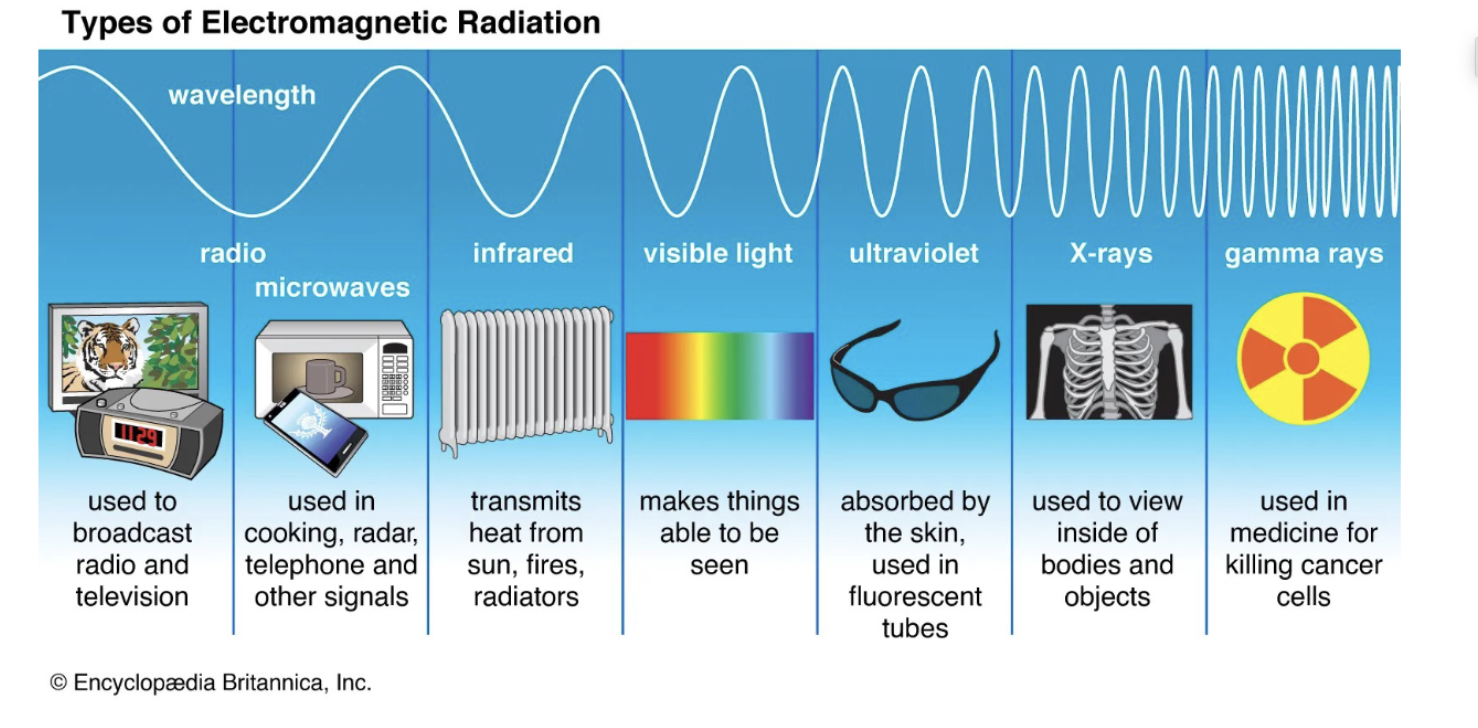 Types of Electromagnetic Radiation
wavelength
radio
microwaves
infrared
visible light
ultraviolet
X-rays
gamma rays
11:29
used to
broadcast
radio and
television
used in
cooking, radar,
telephone and
other signals
transmits
heat from
sun, fires,
radiators
makes things
able to be
seen
absorbed by
the skin,
used in
fluorescent
tubes
used to view
inside of
bodies and
objects
used in
medicine for
killing cancer
cells
© Encyclopædia Britannica, Inc.